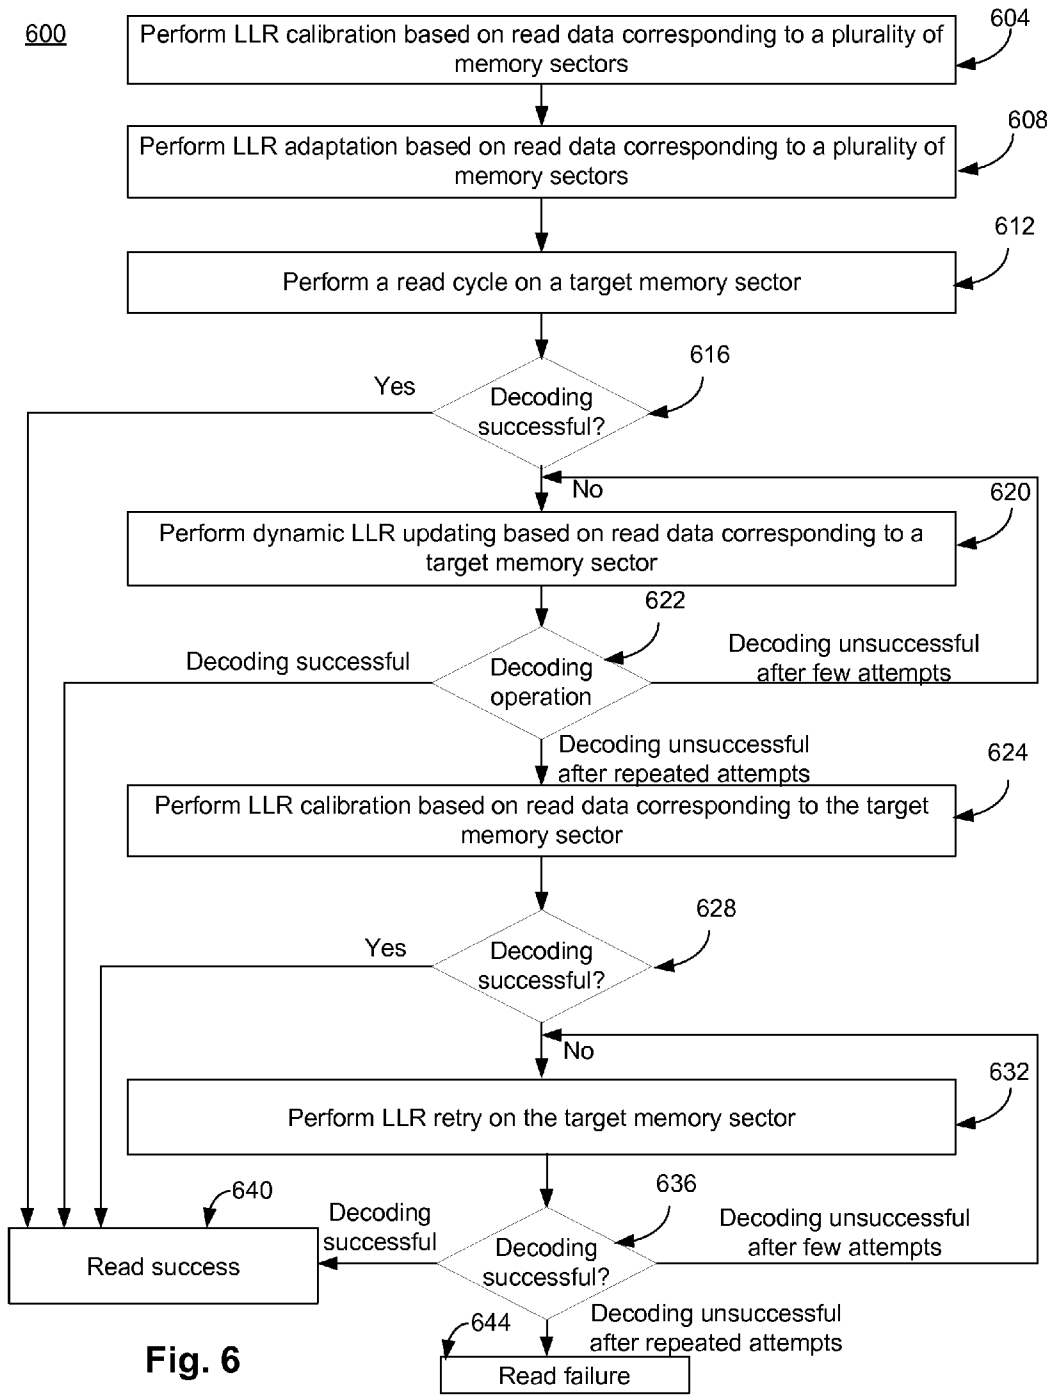 600
604
Perform LLR calibration based on read data corresponding to a plurality of
memory sectors
608
Perform LLR adaptation based on read data corresponding to a plurality of
memory sectors
612
Perform a read cycle on a target memory sector
616
Yes
Decoding
successful?
No
620
Perform dynamic LLR updating based on read data corresponding to a
target memory sector
622
Decoding successful
Decoding
operation
Decoding unsuccessful
after few attempts
Decoding unsuccessful
after repeated attempts
624
Perform LLR calibration based on read data corresponding to the target
memory sector
628
Yes
Decoding
successful?
No
632
Perform LLR retry on the target memory sector
636
640
Decoding
successful
Decoding
successful?
Decoding unsuccessful
after few attempts
Read success
Decoding unsuccessful
after repeated attempts
644
Read failure
Fig. 6